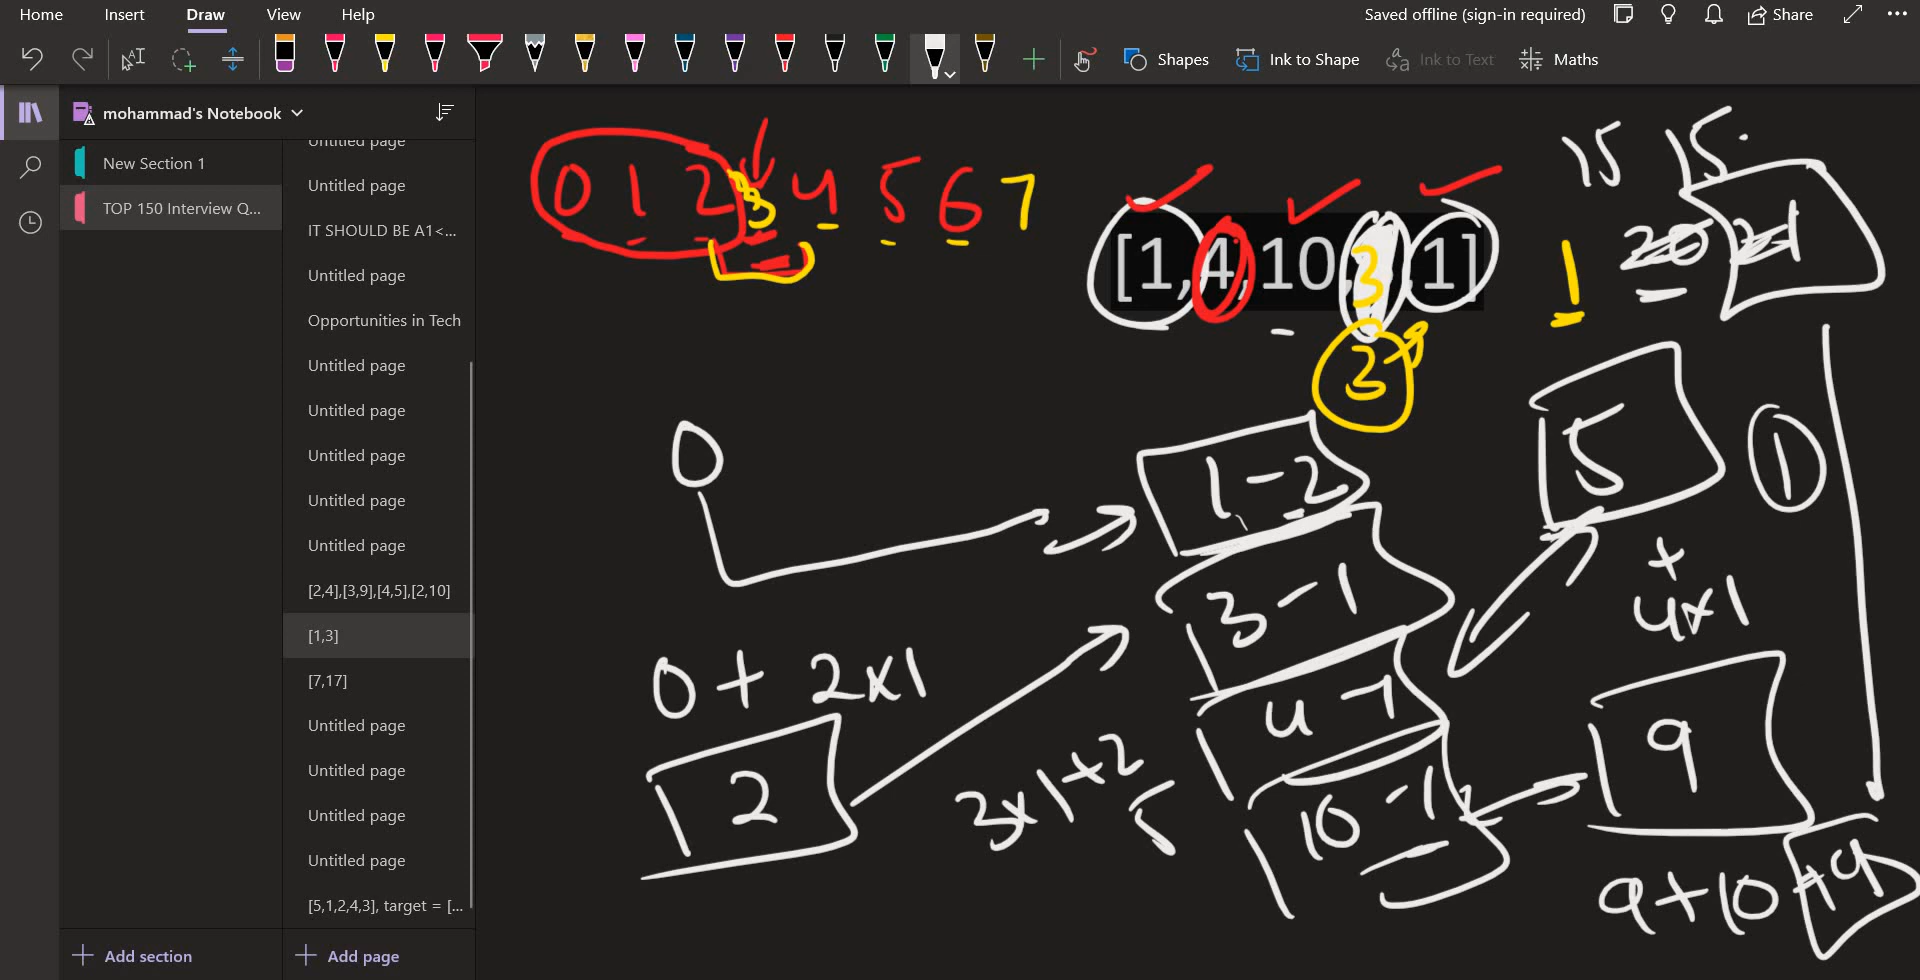 Home Insert Draw View Help
Saved offline (sign-in required) Share
Shapes Ink to Shape Ink to Text Maths
mohammad's Notebook
New Section 1
TOP 150 Interview Q...
Untitled page
Untitled page
IT SHOULD BE A1<...
Untitled page
Opportunities in Tech
Untitled page
Untitled page
Untitled page
Untitled page
Untitled page
[2,4],[3,9],[4,5],[2,10]
[1,3]
[7,17]
Untitled page
Untitled page
Untitled page
Untitled page
[5,1,2,4,3], target = [...
Add section
Add page
0 1 2 3 4 5 6 7
[1,4,10,3,1]
2
1
15 15
20 21
0
1-2
5
1
3-1
+
4x1
0+2x1
4-1
2
3x1+2
5
10-1
9
9+10
+9